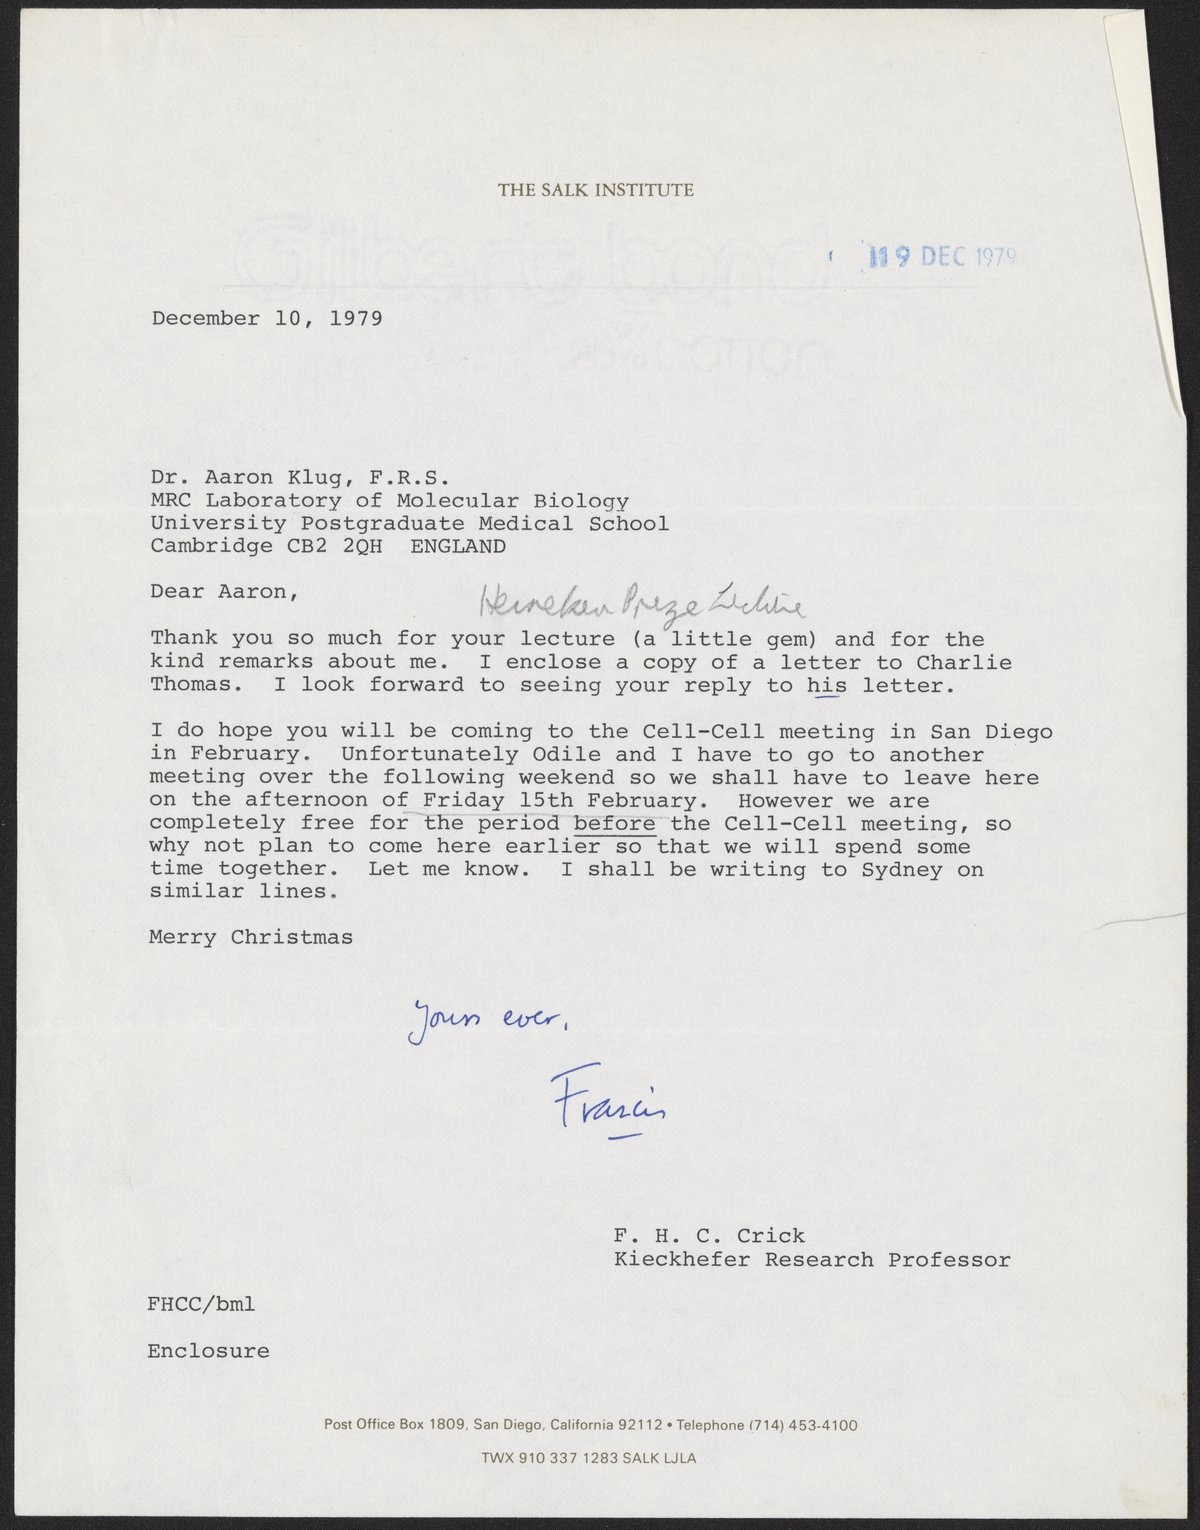 THE SALK INSTITUTE
19 DEC 1979
December 10, 1979
Dr. Aaron Klug, F.R.S.
MRC Laboratory of Molecular Biology
University Postgraduate Medical School
Cambridge CB2 2QH ENGLAND
Dear Aaron,
Heineken Prize Lecture
Thank you so much for your lecture (a little gem) and for the
kind remarks about me. I enclose a copy of a letter to Charlie
Thomas. I look forward to seeing your reply to his letter.
I do hope you will be coming to the Cell-Cell meeting in San Diego
in February. Unfortunately Odile and I have to go to another
meeting over the following weekend so we shall have to leave here
on the afternoon of Friday 15th February. However we are
completely free for the period before the Cell-Cell meeting, so
why not plan to come here earlier so that we will spend some
time together. Let me know. I shall be writing to Sydney on
similar lines.
Merry Christmas
Yours ever,
Francis
F. H. C. Crick
Kieckhefer Research Professor
FHCC/bml
Enclosure
Post Office Box 1809, San Diego, California 92112 • Telephone (714) 453-4100
TWX 910 337 1283 SALK LJLA